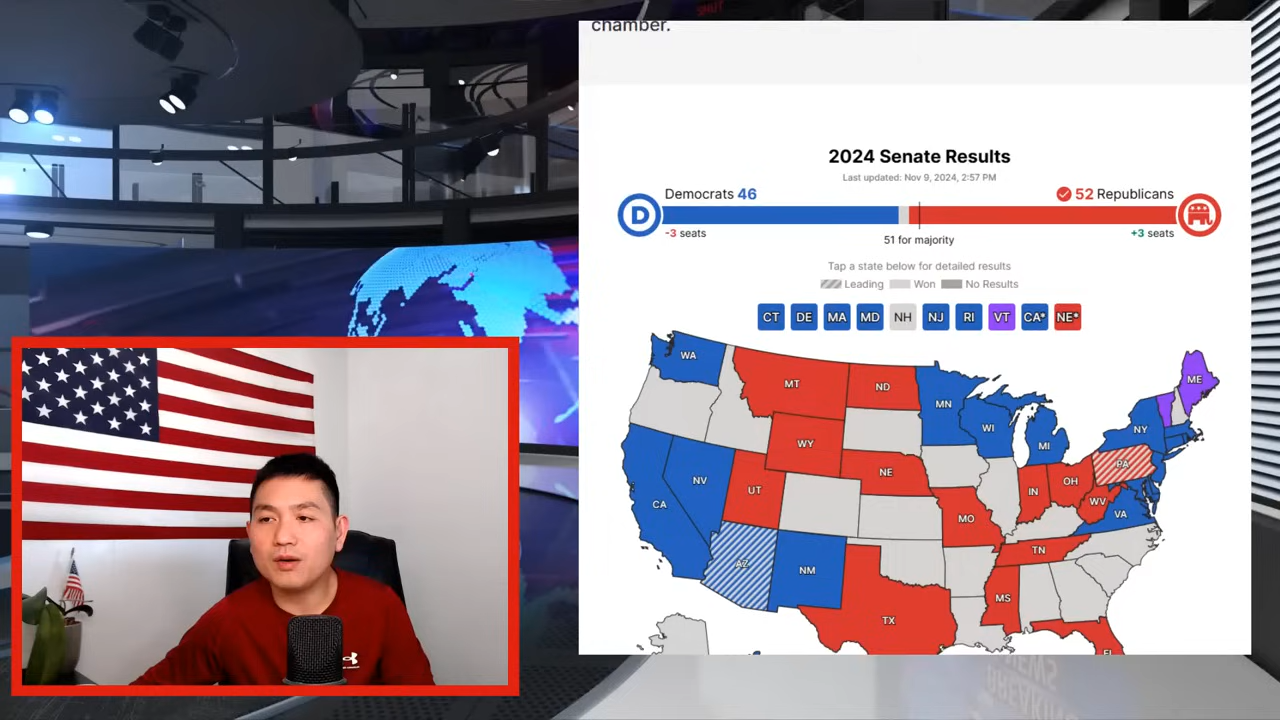 chamber.
2024 Senate Results
Last updated: Nov 9, 2024, 2:57 PM
Democrats 46
52 Republicans
D
-3 seats
51 for majority
+3 seats
Tap a state below for detailed results
Leading Won No Results
CT DE MA MD NH NJ RI VT CA* NE*
WA
MT
ND
ME
MN
WI
NY
MI
PA
WY
NE
NV
UT
OH
IN
WV
CA
MO
VA
TN
AZ
NM
MS
TX
FL
NEWS
BREAKING